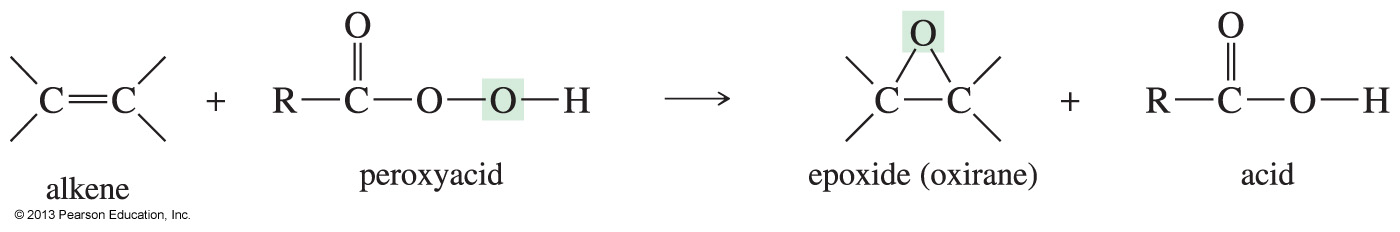 O O O
C C + R C O O H C C + R C O H
alkene peroxyacid epoxide (oxirane) acid
© 2013 Pearson Education, Inc.